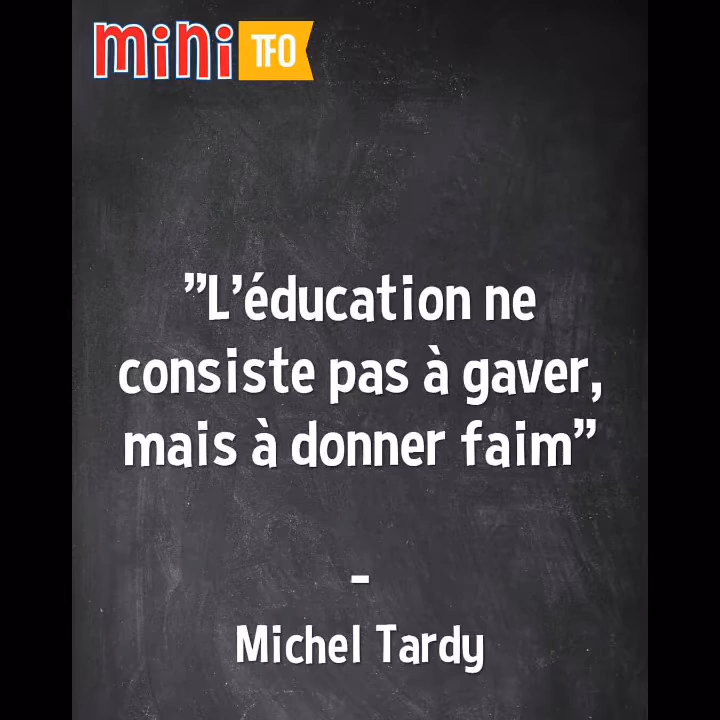 mini TFO
”L’éducation ne
consiste pas à gaver,
mais à donner faim”
-
Michel Tardy